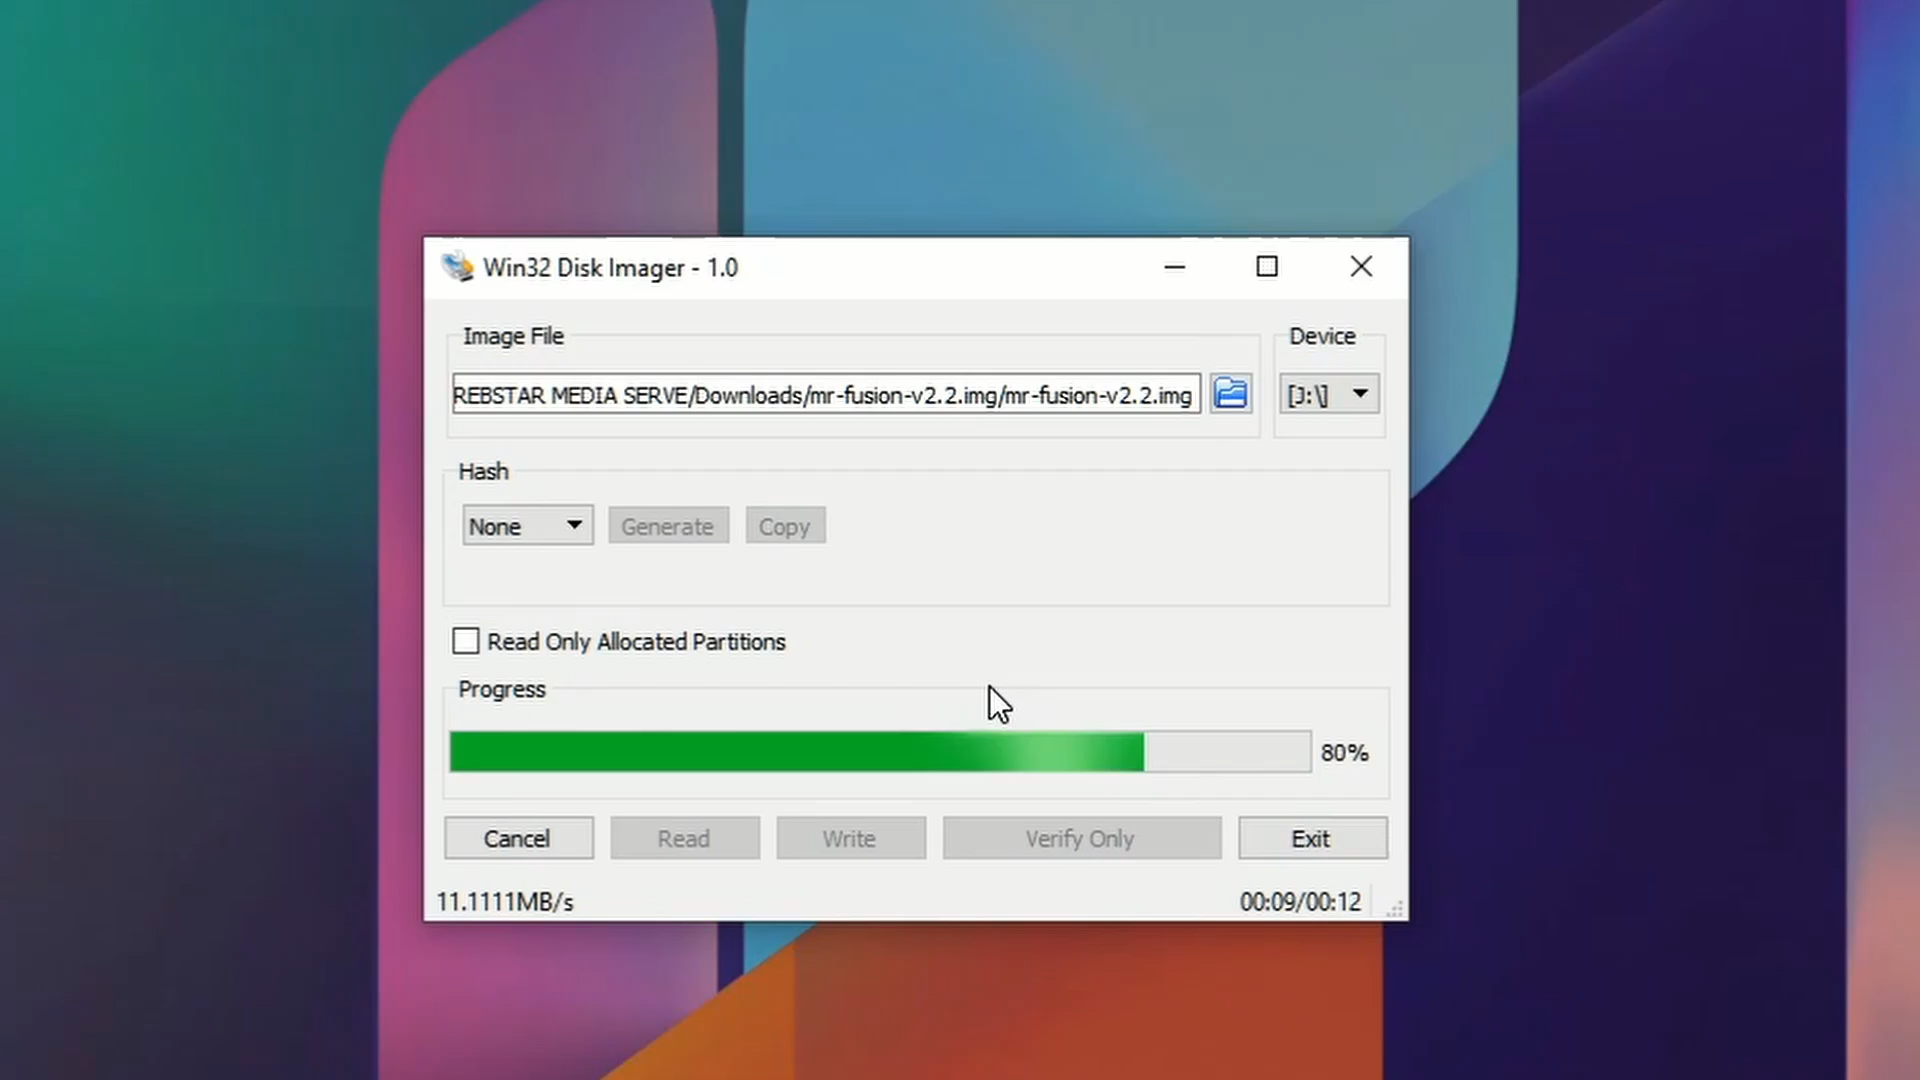 Win32 Disk Imager - 1.0
Image File
Device
REBSTAR MEDIA SERVE/Downloads/mr-fusion-v2.2.img/mr-fusion-v2.2.img
[J:\]
Hash
None
Generate
Copy
Read Only Allocated Partitions
Progress
80%
Cancel
Read
Write
Verify Only
Exit
11.1111MB/s
00:09/00:12